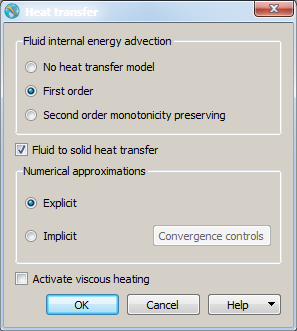 Heat transfer
Fluid internal energy advection
No heat transfer model
First order
Second order monotonicity preserving
Fluid to solid heat transfer
Numerical approximations
Explicit
Implicit
Convergence controls
Activate viscous heating
OK
Cancel
Help